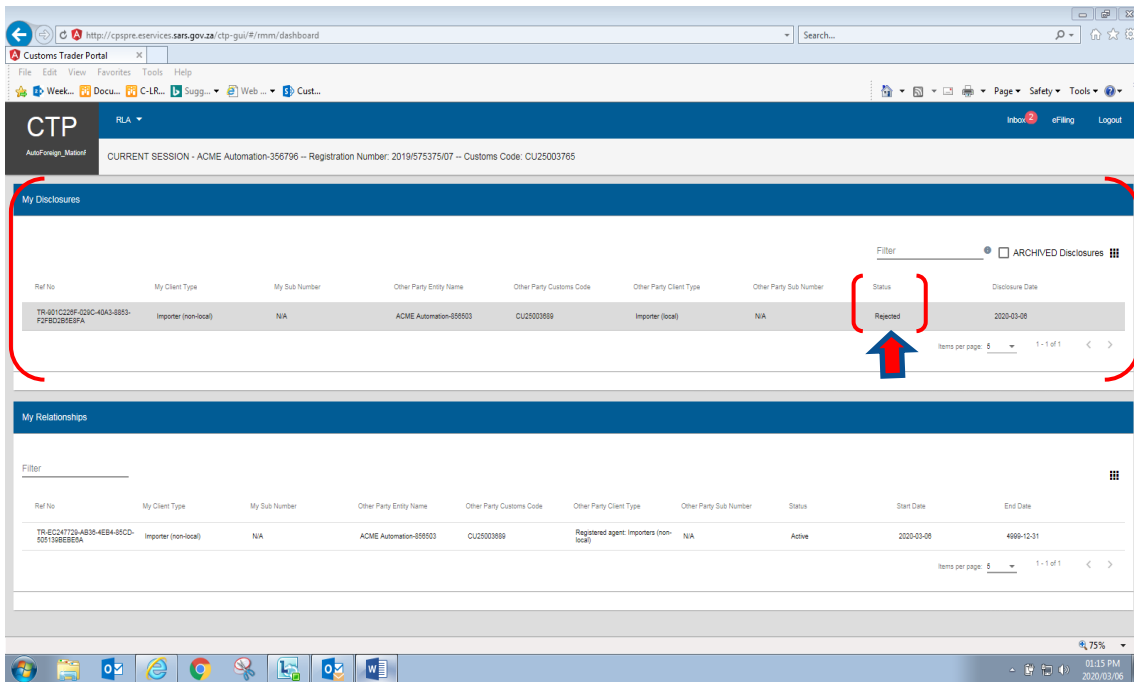 http://cpspre.eservices.sars.gov.za/ctp-gui/#/rmm/dashboard
Search...
Customs Trader Portal
File Edit View Favorites Tools Help
Week... Docu... C-LR... Sugg... Web ... Cust...
Page Safety Tools
CTP
RLA
Inbox 2 eFiling Logout
CURRENT SESSION - ACME Automation-356796 -- Registration Number: 2019/575375/07 -- Customs Code: CU25003765
My Disclosures
Filter ARCHIVED Disclosures
Ref No My Client Type My Sub Number Other Party Entity Name Other Party Customs Code Other Party Client Type Other Party Sub Number Status Disclosure Date
TR-901C226F-029C-40A3-8853-
F2FBD2B5E8FA
Importer (non-local) N/A ACME Automation-856503 CU25003689 Importer (local) N/A Rejected 2020-03-06
Items per page: 5 1 - 1 of 1
My Relationships
Filter
Ref No My Client Type My Sub Number Other Party Entity Name Other Party Customs Code Other Party Client Type Other Party Sub Number Status Start Date End Date
TR-EC247729-AB36-4EB4-85CD-
505139BEBE6A
Importer (non-local) N/A ACME Automation-856503 CU25003689 Registered agent: Importers (non-
local)
N/A Active 2020-03-06 4999-12-31
Items per page: 5 1 - 1 of 1
75%
01:15 PM
2020/03/06